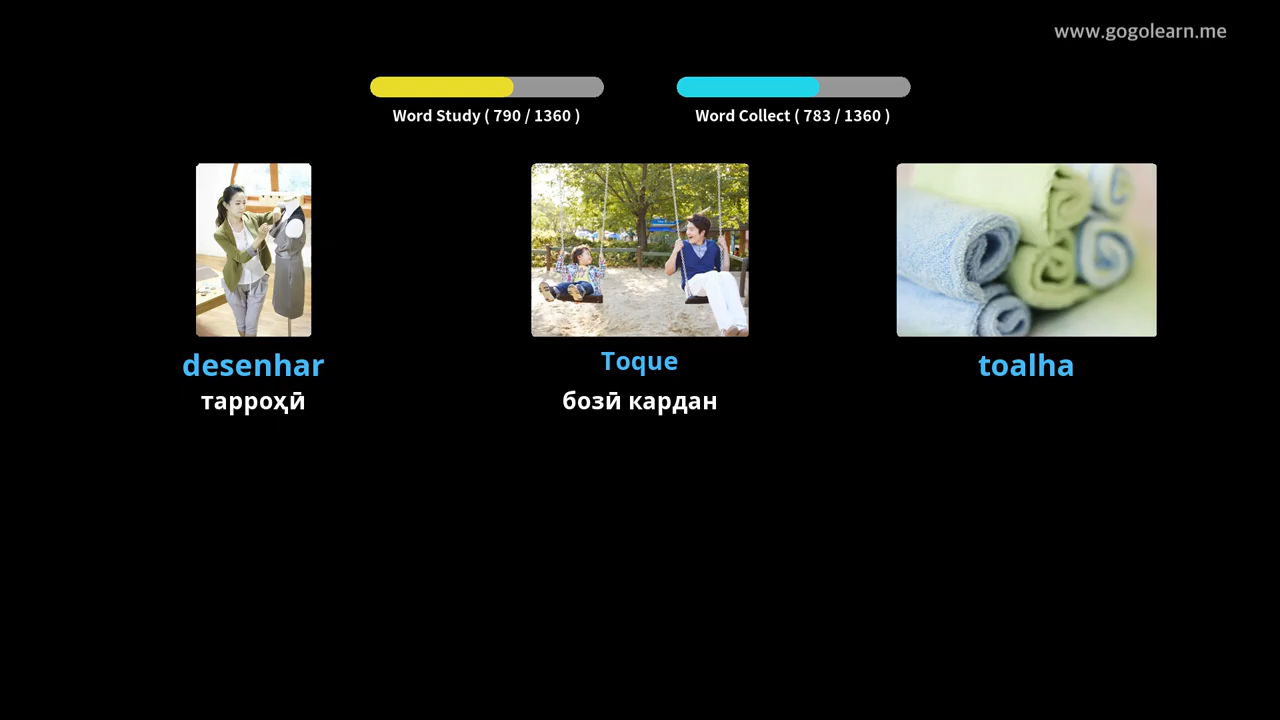 www.gogolearn.me
Word Study ( 790 / 1360 )
Word Collect ( 783 / 1360 )
desenhar
Toque
toalha
тарроҳӣ
бозӣ кардан